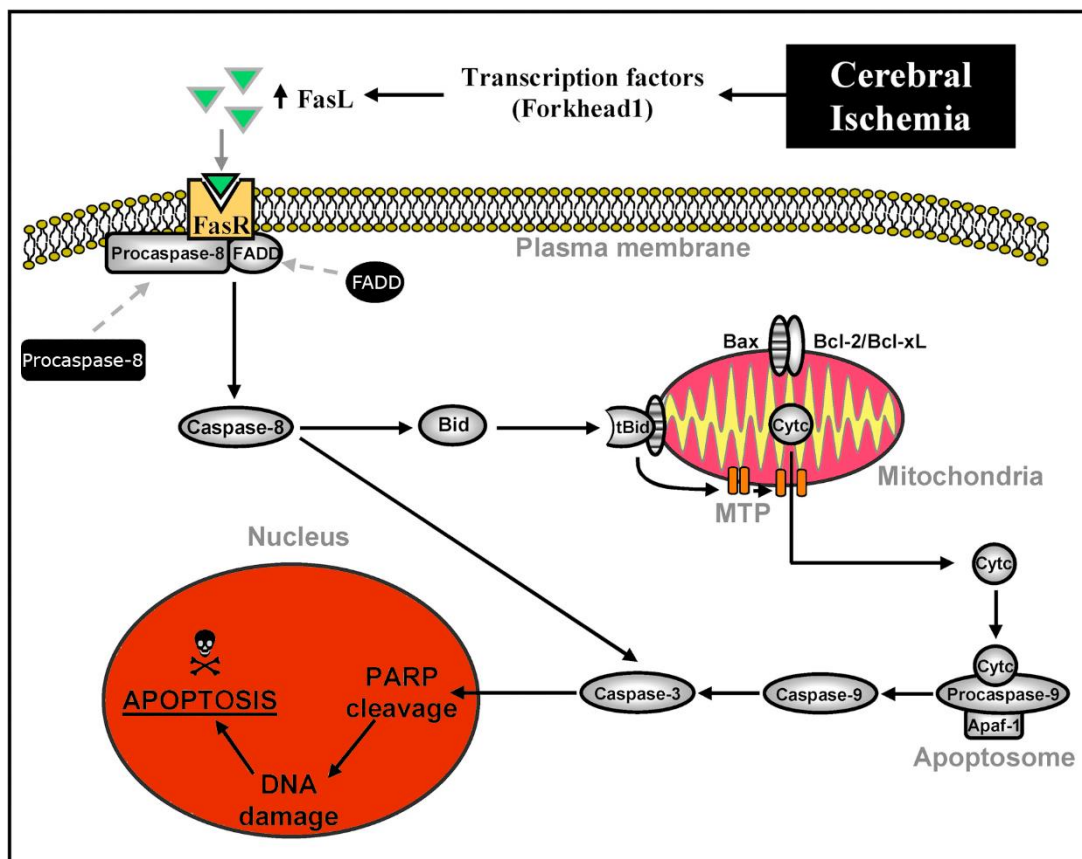 Cerebral
Ischemia
Transcription factors
(Forkhead1)
FasL
FasR
Plasma membrane
Procaspase-8
FADD
FADD
Procaspase-8
Bax
Bcl-2/Bcl-xL
Caspase-8
Bid
tBid
Cytc
Mitochondria
MTP
Nucleus
Cytc
Cytc
Procaspase-9
Apaf-1
Apoptosome
Caspase-9
Caspase-3
PARP
cleavage
APOPTOSIS
DNA
damage